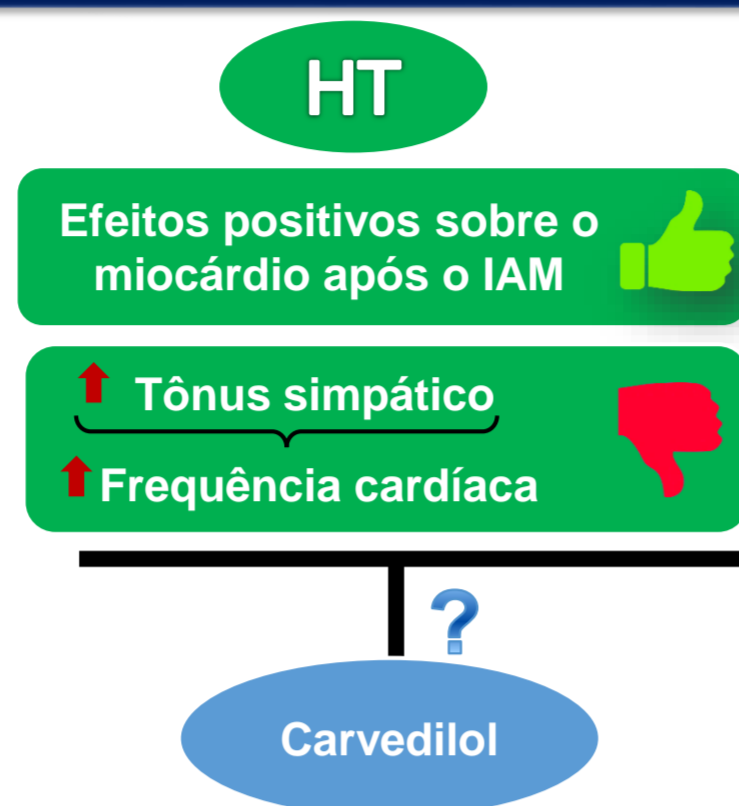 HT
Efeitos positivos sobre o
miocárdio após o IAM
Tônus simpático
Frequência cardíaca
?
Carvedilol